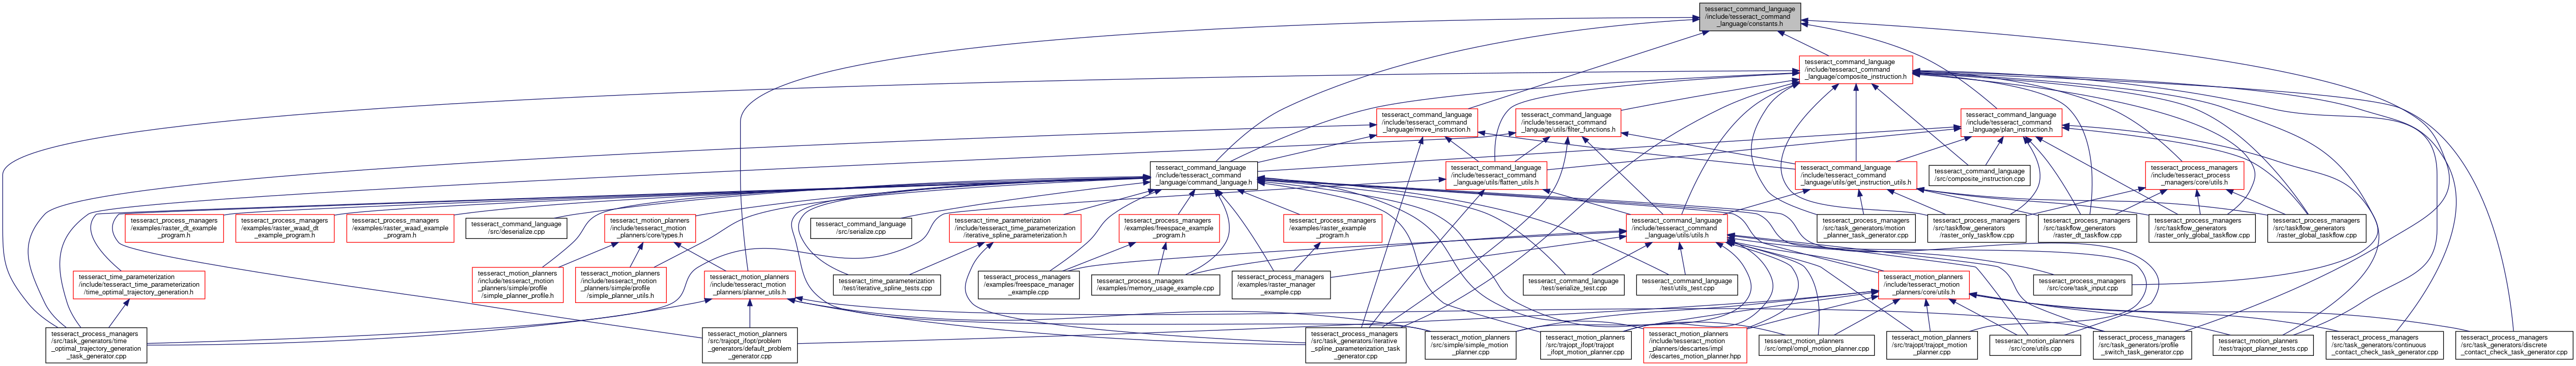 tesseract_command_language
/include/tesseract_command
_language/constants.h
tesseract_command_language
/include/tesseract_command
_language/composite_instruction.h
tesseract_command_language
/include/tesseract_command
_language/move_instruction.h
tesseract_command_language
/include/tesseract_command
_language/utils/filter_functions.h
tesseract_command_language
/include/tesseract_command
_language/plan_instruction.h
tesseract_command_language
/include/tesseract_command
_language/command_language.h
tesseract_command_language
/include/tesseract_command
_language/utils/flatten_utils.h
tesseract_command_language
/include/tesseract_command
_language/utils/get_instruction_utils.h
tesseract_command_language
/src/composite_instruction.cpp
tesseract_process_managers
/include/tesseract_process
_managers/core/utils.h
tesseract_process_managers
/examples/raster_dt_example
_program.h
tesseract_process_managers
/examples/raster_waad_dt
_example_program.h
tesseract_process_managers
/examples/raster_waad_example
_program.h
tesseract_command_language
/src/deserialize.cpp
tesseract_motion_planners
/include/tesseract_motion
_planners/core/types.h
tesseract_command_language
/src/serialize.cpp
tesseract_time_parameterization
/include/tesseract_time_parameterization
/iterative_spline_parameterization.h
tesseract_process_managers
/examples/freespace_example
_program.h
tesseract_process_managers
/examples/raster_example
_program.h
tesseract_command_language
/include/tesseract_command
_language/utils/utils.h
tesseract_process_managers
/src/task_generators/motion
_planner_task_generator.cpp
tesseract_process_managers
/src/taskflow_generators
/raster_only_taskflow.cpp
tesseract_process_managers
/src/taskflow_generators
/raster_dt_taskflow.cpp
tesseract_process_managers
/src/taskflow_generators
/raster_only_global_taskflow.cpp
tesseract_process_managers
/src/taskflow_generators
/raster_global_taskflow.cpp
tesseract_time_parameterization
/include/tesseract_time_parameterization
/time_optimal_trajectory_generation.h
tesseract_motion_planners
/include/tesseract_motion
_planners/simple/profile
/simple_planner_profile.h
tesseract_motion_planners
/include/tesseract_motion
_planners/simple/profile
/simple_planner_utils.h
tesseract_motion_planners
/include/tesseract_motion
_planners/planner_utils.h
tesseract_time_parameterization
/test/iterative_spline_tests.cpp
tesseract_process_managers
/examples/freespace_manager
_example.cpp
tesseract_process_managers
/examples/memory_usage_example.cpp
tesseract_process_managers
/examples/raster_manager
_example.cpp
tesseract_command_language
/test/serialize_test.cpp
tesseract_command_language
/test/utils_test.cpp
tesseract_motion_planners
/include/tesseract_motion
_planners/core/utils.h
tesseract_process_managers
/src/core/task_input.cpp
tesseract_process_managers
/src/task_generators/time
_optimal_trajectory_generation
_task_generator.cpp
tesseract_motion_planners
/src/trajopt_ifopt/problem
_generators/default_problem
_generator.cpp
tesseract_process_managers
/src/task_generators/iterative
_spline_parameterization_task
_generator.cpp
tesseract_motion_planners
/src/simple/simple_motion
_planner.cpp
tesseract_motion_planners
/src/trajopt_ifopt/trajopt
_ifopt_motion_planner.cpp
tesseract_motion_planners
/include/tesseract_motion
_planners/descartes/impl
/descartes_motion_planner.hpp
tesseract_motion_planners
/src/ompl/ompl_motion_planner.cpp
tesseract_motion_planners
/src/trajopt/trajopt_motion
_planner.cpp
tesseract_motion_planners
/src/core/utils.cpp
tesseract_process_managers
/src/task_generators/profile
_switch_task_generator.cpp
tesseract_motion_planners
/test/trajopt_planner_tests.cpp
tesseract_process_managers
/src/task_generators/continuous
_contact_check_task_generator.cpp
tesseract_process_managers
/src/task_generators/discrete
_contact_check_task_generator.cpp